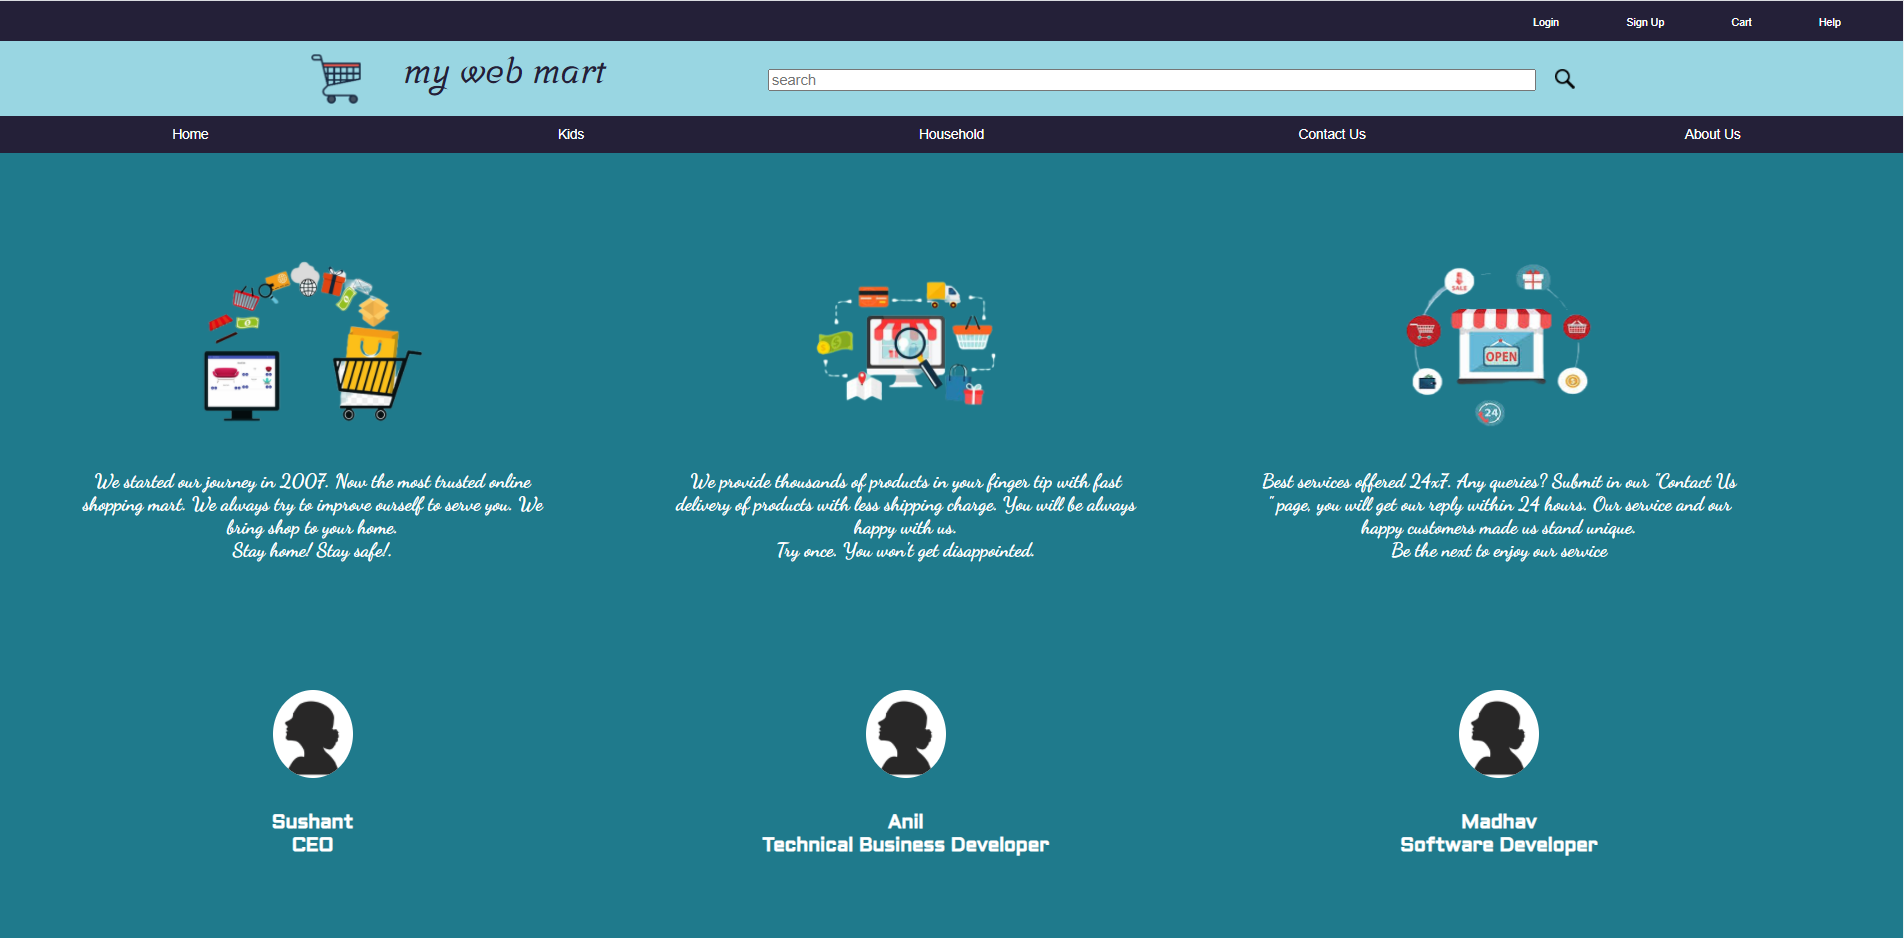 Login Sign Up Cart Help
my web mart
search
Home Kids Household Contact Us About Us
SALE
OPEN
24
We started our journey in 2007. Now the most trusted online
shopping mart. We always try to improve ourself to serve you. We
bring shop to your home.
Stay home! Stay safe!.
We provide thousands of products in your finger tip with fast
delivery of products with less shipping charge. You will be always
happy with us.
Try once. You won't get disappointed.
Best services offered 24x7. Any queries? Submit in our "Contact Us
" page, you will get our reply within 24 hours. Our service and our
happy customers made us stand unique.
Be the next to enjoy our service
Sushant
CEO
Anil
Technical Business Developer
Madhav
Software Developer